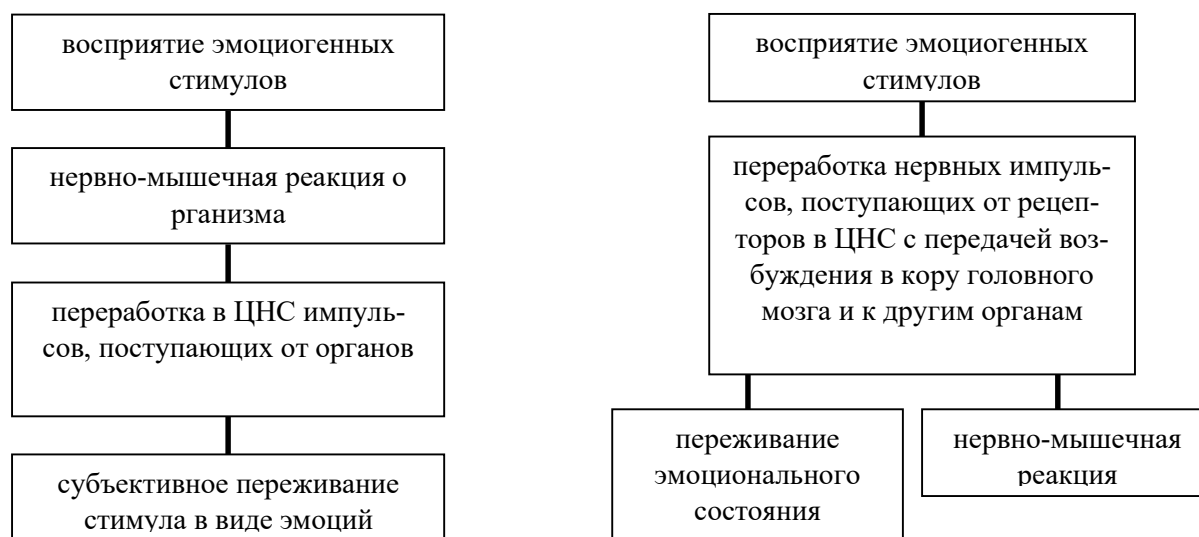 восприятие эмоциогенных
стимулов
нервно-мышечная реакция о
рганизма
переработка в ЦНС импуль-
сов, поступающих от органов
субъективное переживание
стимула в виде эмоций
восприятие эмоциогенных
стимулов
переработка нервных импуль-
сов, поступающих от рецеп-
торов в ЦНС с передачей воз-
буждения в кору головного
мозга и к другим органам
переживание
эмоционального
состояния
нервно-мышечная
реакция